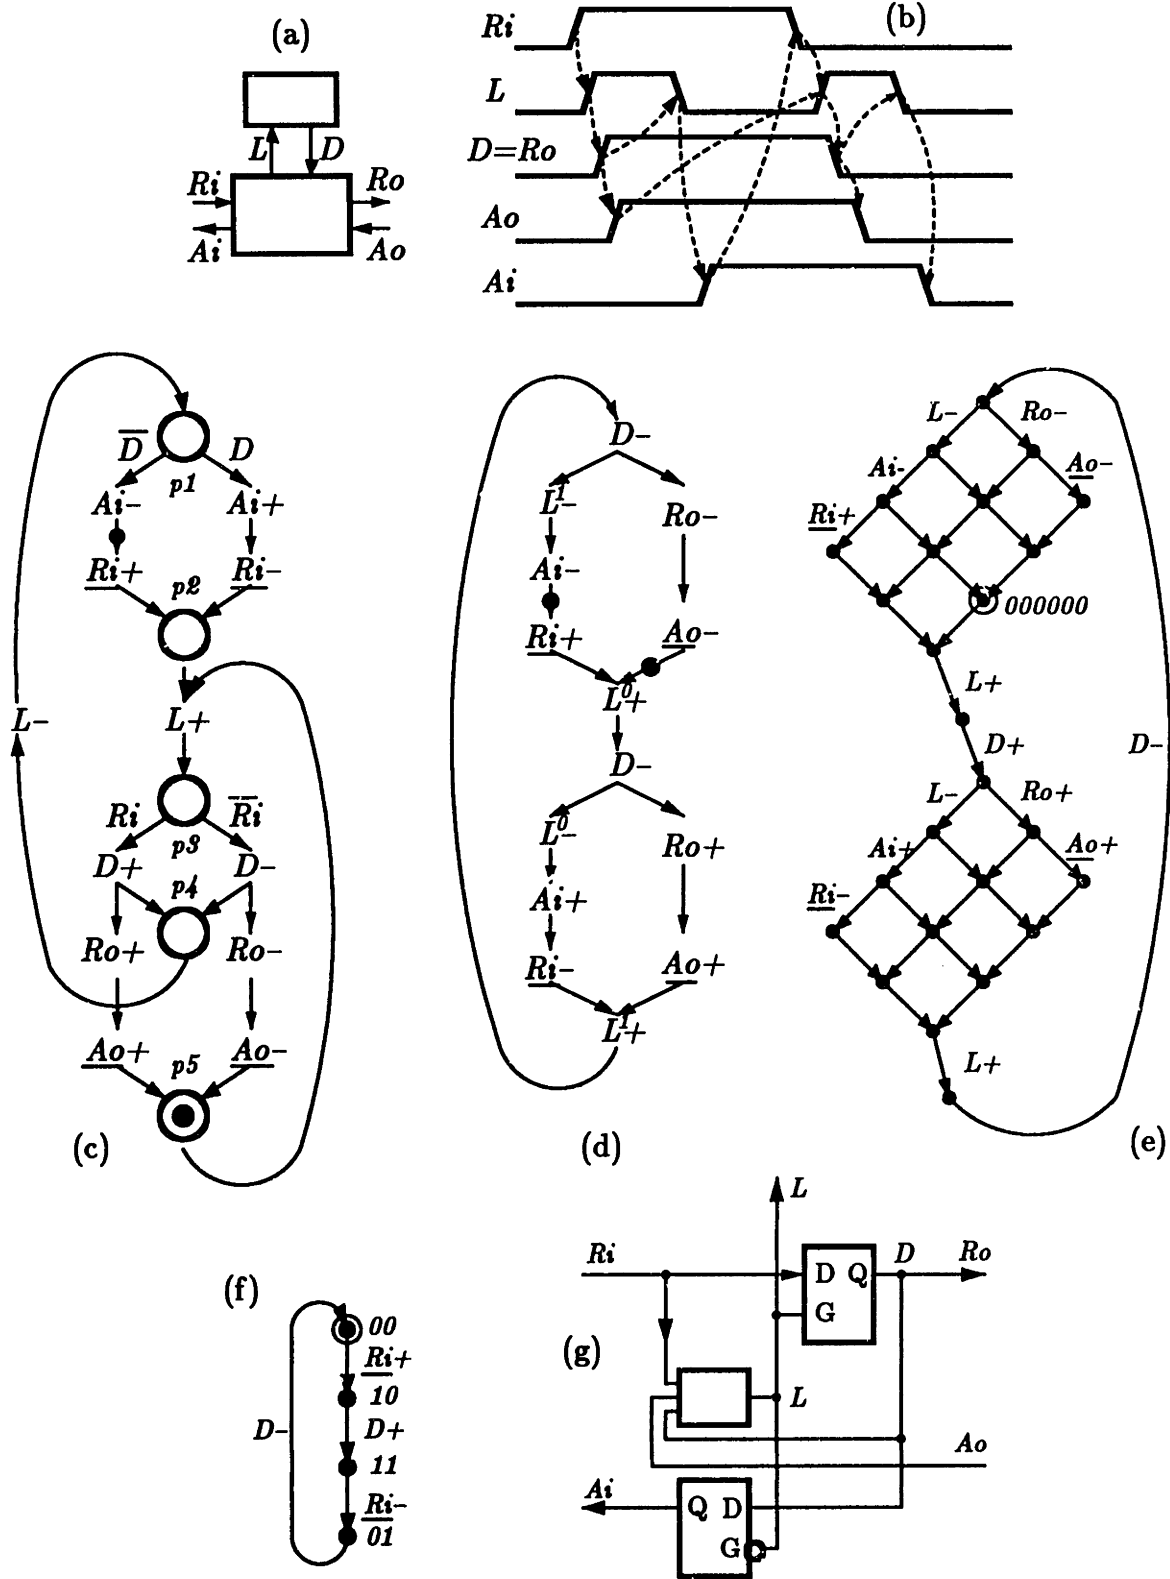 (a)
L D
Ri Ro
Ai Ao
(b)
Ri
L
D=Ro
Ao
Ai
(c)
D̅ D
p1
Ai- Ai+
Ri+ p2 Ri-
L- L+
Ri p3 R̅i̅
D+ p4 D-
Ro+ Ro-
Ao+ p5 Ao-
(d)
D-
L¹- Ro-
Ai-
Ri+ Ao-
L⁰+
D-
L⁰- Ro+
Ai+
Ri- Ao+
L¹+
(e)
L- Ro-
Ai- Ao-
Ri+
000000
L+
D+ D-
L- Ro+
Ai+ Ao+
Ri-
L+
(f)
00
Ri+
10
D- D+
11
Ri-
01
(g)
L
Ri D Ro
D Q
G
L
Ao
Ai Q D
G